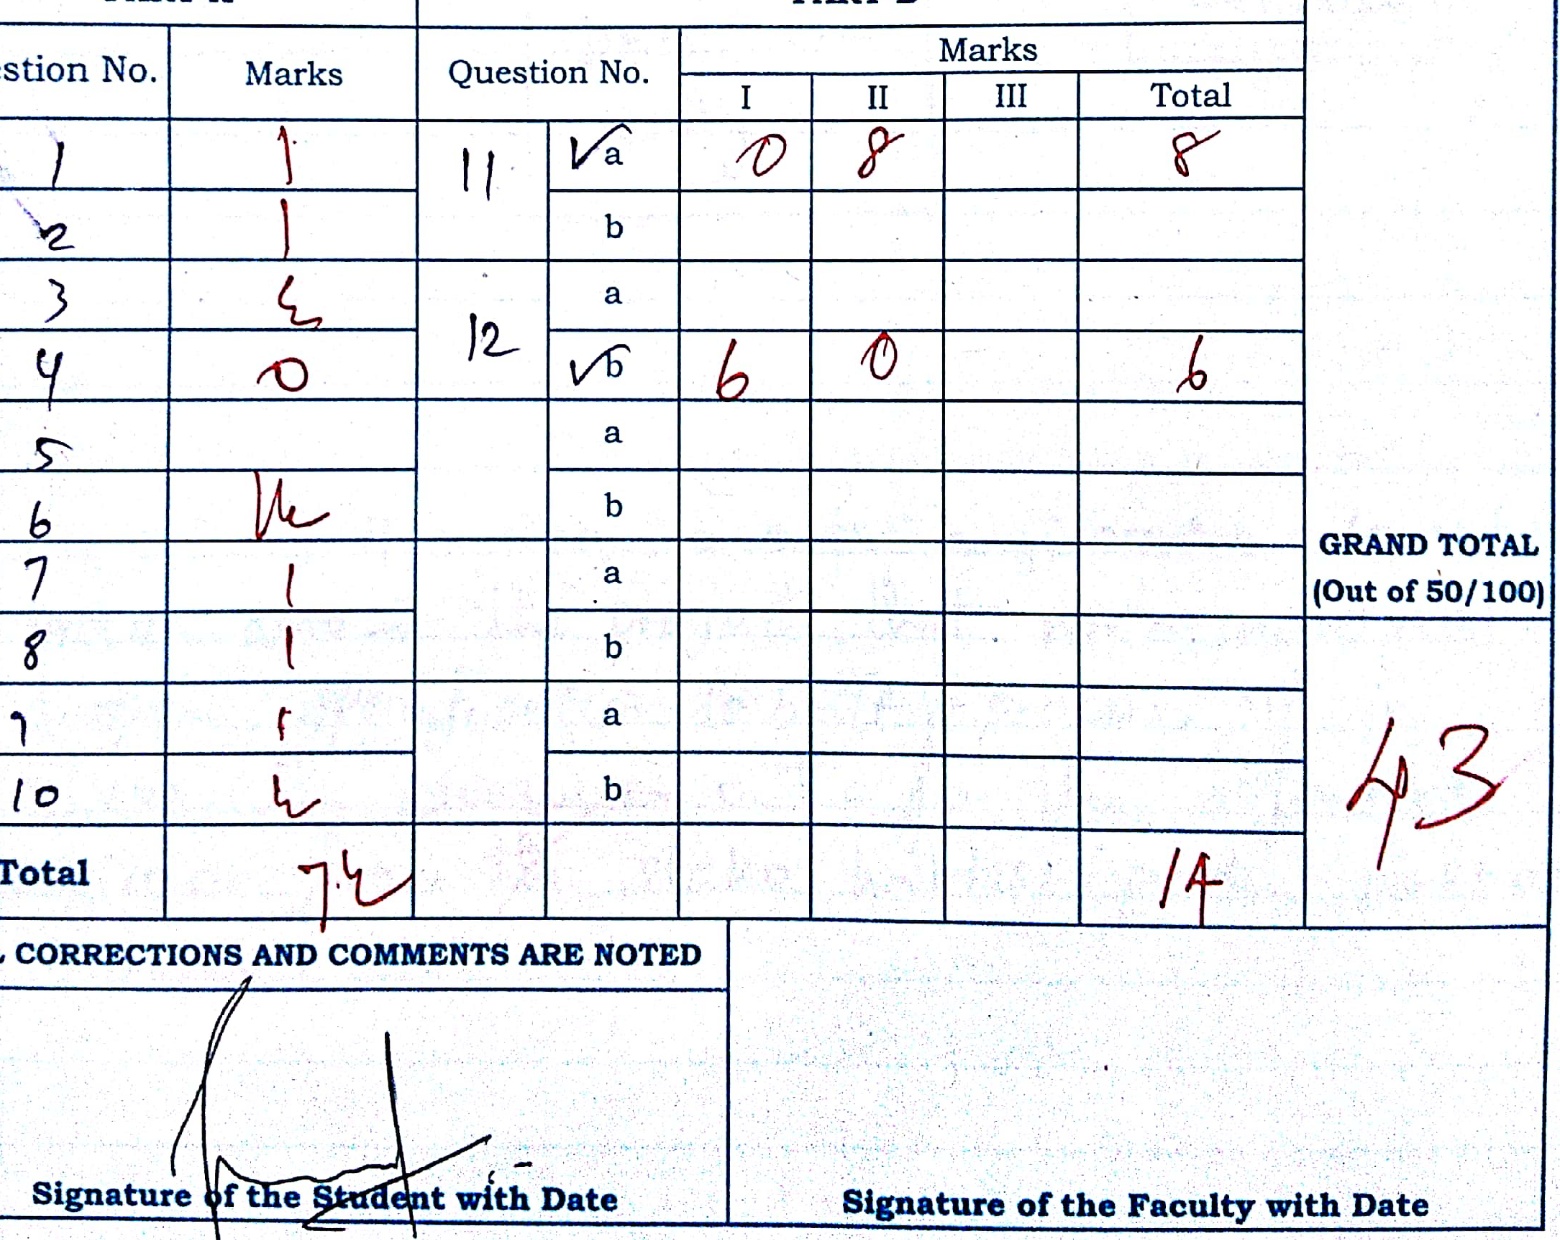 Marks
stion No. Marks Question No. I II III Total
1 1 11 a 0 8 8
2 1 b
3 ½ 12 a
4 0 b 6 0 6
5 a
6 1½ b
GRAND TOTAL
7 1 a
(Out of 50/100)
8 1 b
9 1 a
10 ½ b
43
Total 7.½ 14
CORRECTIONS AND COMMENTS ARE NOTED
Signature of the Student with Date Signature of the Faculty with Date